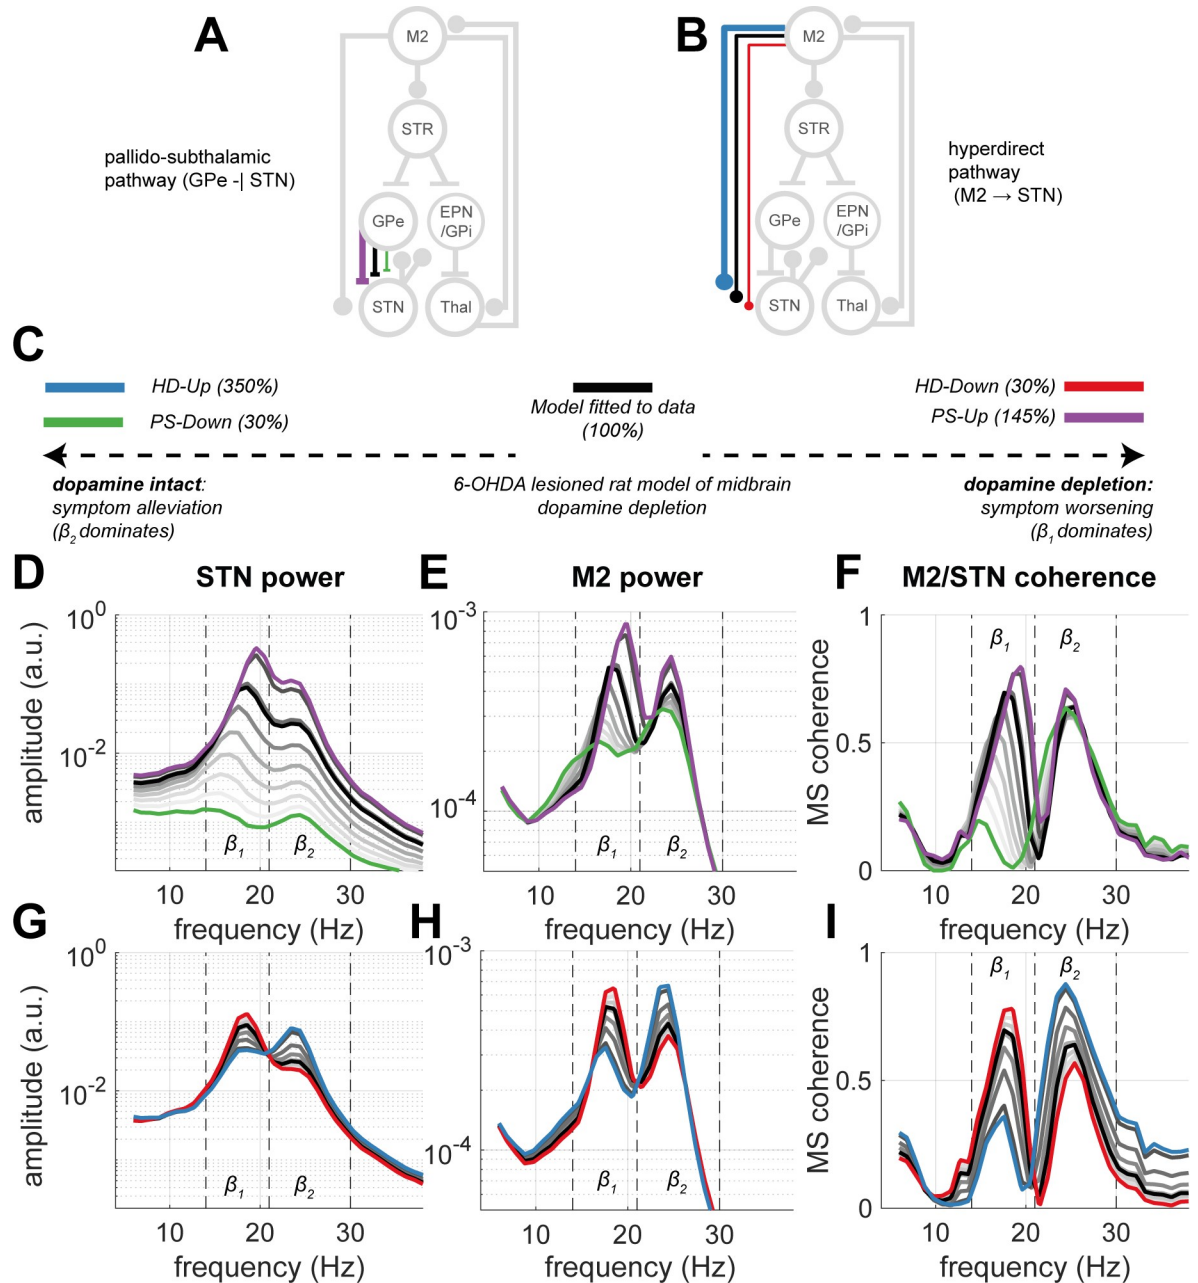 A
M2
STR
GPe
EPN
/GPi
STN
Thal
pallido-subthalamic
pathway (GPe -| STN)
B
M2
STR
GPe
EPN
/GPi
STN
Thal
hyperdirect
pathway
(M2 → STN)
C
HD-Up (350%)
PS-Down (30%)
Model fitted to data
(100%)
HD-Down (30%)
PS-Up (145%)
dopamine intact:
symptom alleviation
(β2 dominates)
6-OHDA lesioned rat model of midbrain
dopamine depletion
dopamine depletion:
symptom worsening
(β1 dominates)
D
STN power
amplitude (a.u.)
10^0
10^-2
β1
β2
10
20
30
frequency (Hz)
E
M2 power
10^-3
10^-4
β1
β2
10
20
30
frequency (Hz)
F
M2/STN coherence
MS coherence
1
0.5
0
β1
β2
10
20
30
frequency (Hz)
G
amplitude (a.u.)
10^0
10^-2
β1
β2
10
20
30
frequency (Hz)
H
10^-3
10^-4
β1
β2
10
20
30
frequency (Hz)
I
MS coherence
1
0.5
0
β1
β2
10
20
30
frequency (Hz)